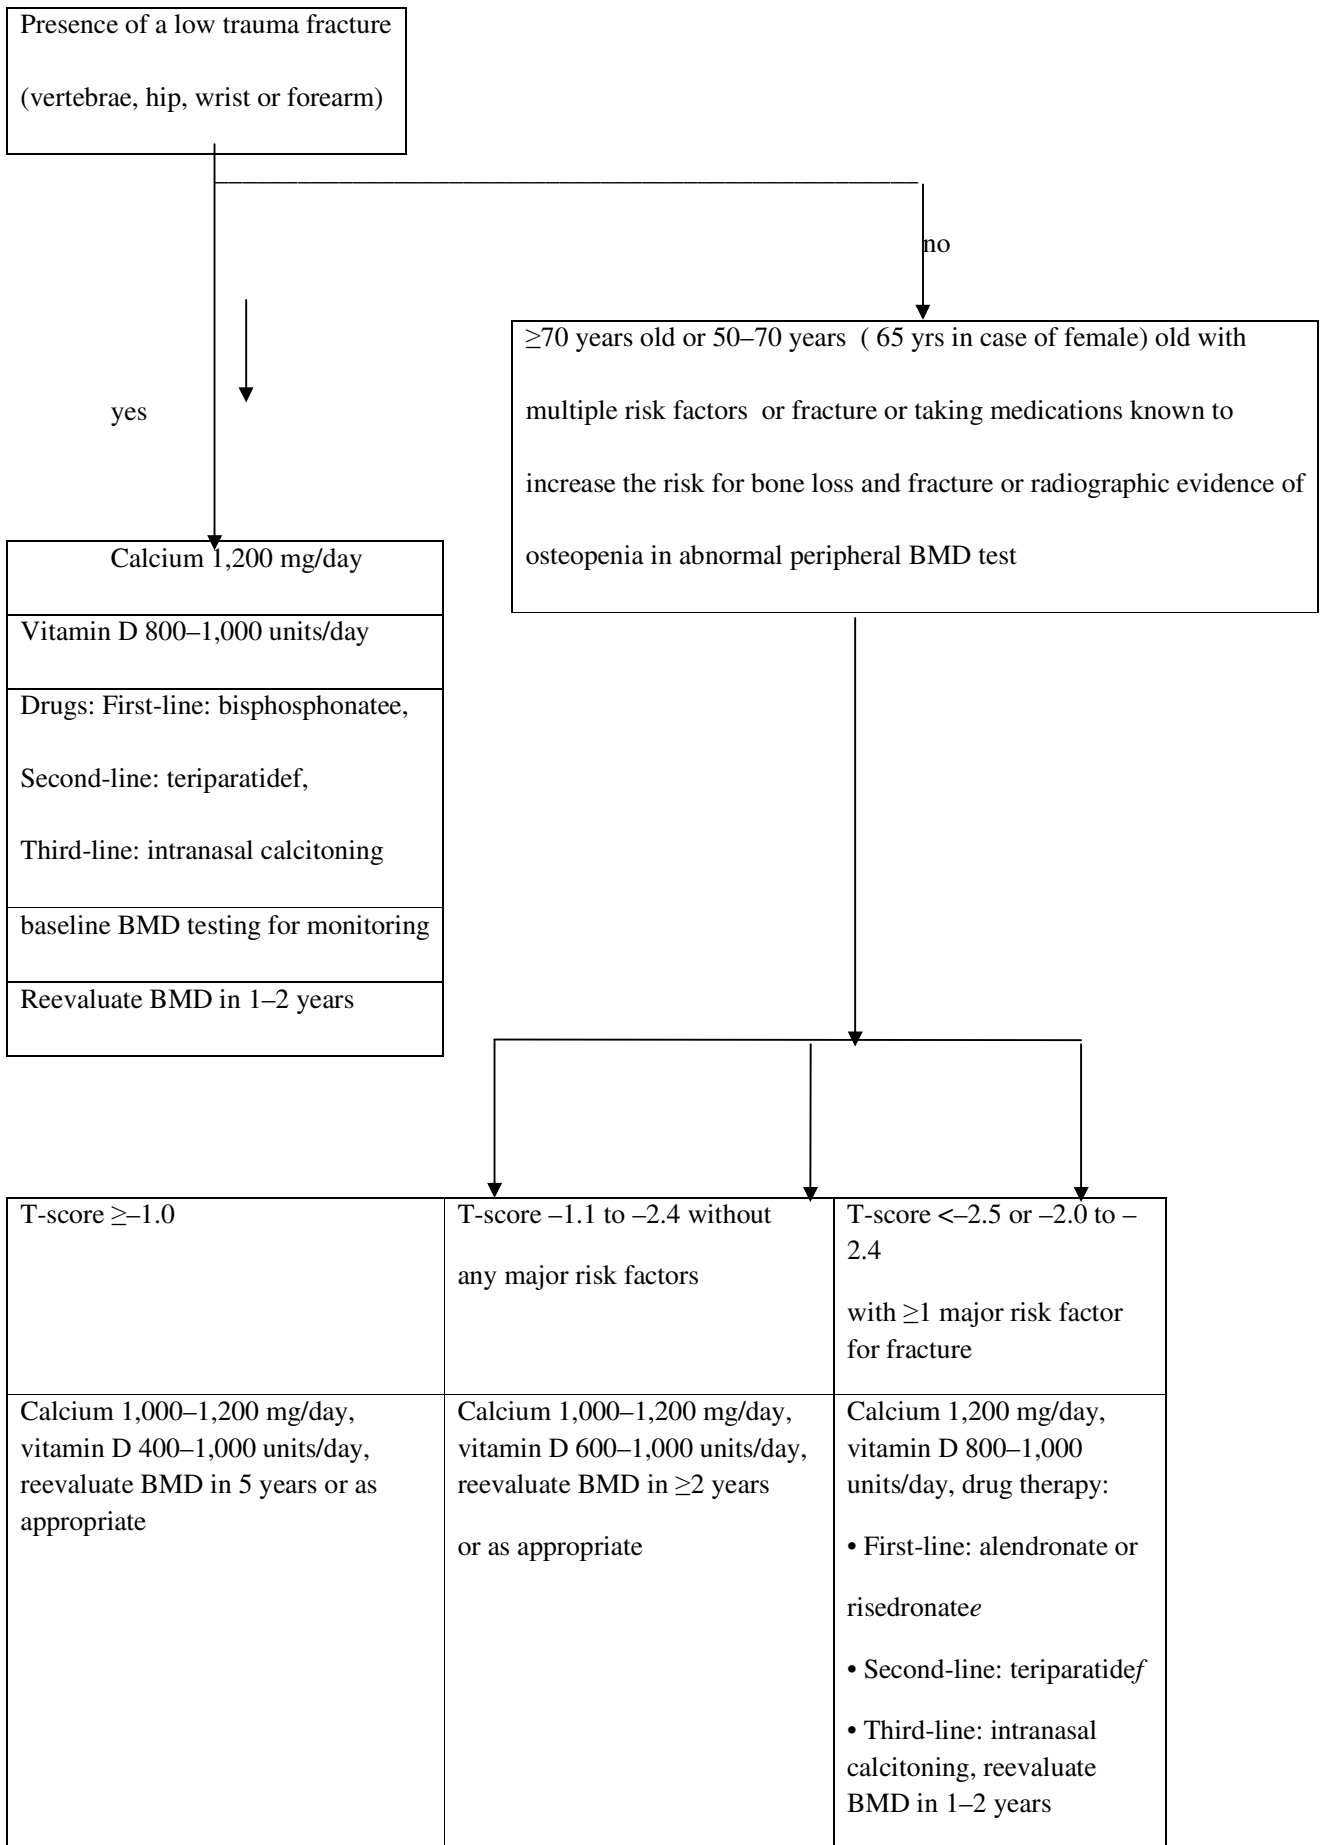 Presence of a low trauma fracture
(vertebrae, hip, wrist or forearm)
no
≥70 years old or 50–70 years ( 65 yrs in case of female) old with
multiple risk factors or fracture or taking medications known to
increase the risk for bone loss and fracture or radiographic evidence of
osteopenia in abnormal peripheral BMD test
yes
Calcium 1,200 mg/day
Vitamin D 800–1,000 units/day
Drugs: First-line: bisphosphonatee,
Second-line: teriparatidef,
Third-line: intranasal calcitoning
baseline BMD testing for monitoring
Reevaluate BMD in 1–2 years
T-score ≥–1.0
T-score –1.1 to –2.4 without
any major risk factors
T-score <–2.5 or –2.0 to –
2.4
with ≥1 major risk factor
for fracture
Calcium 1,000–1,200 mg/day,
vitamin D 400–1,000 units/day,
reevaluate BMD in 5 years or as
appropriate
Calcium 1,000–1,200 mg/day,
vitamin D 600–1,000 units/day,
reevaluate BMD in ≥2 years
or as appropriate
Calcium 1,200 mg/day,
vitamin D 800–1,000
units/day, drug therapy:
• First-line: alendronate or
risedronatee
• Second-line: teriparatidef
• Third-line: intranasal
calcitoning, reevaluate
BMD in 1–2 years